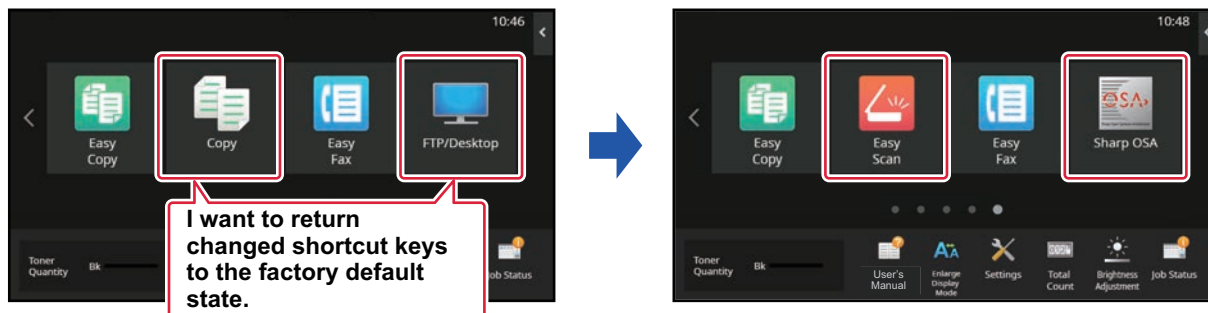 10:46
Easy
Copy
Copy
Easy
Fax
FTP/Desktop
I want to return
changed shortcut keys
to the factory default
state.
Toner
Quantity
Bk
Job Status
10:48
Easy
Copy
Easy
Scan
Easy
Fax
OSA
Sharp OSA
Toner
Quantity
Bk
User's
Manual
Enlarge
Display
Mode
Settings
Total
Count
Brightness
Adjustment
Job Status